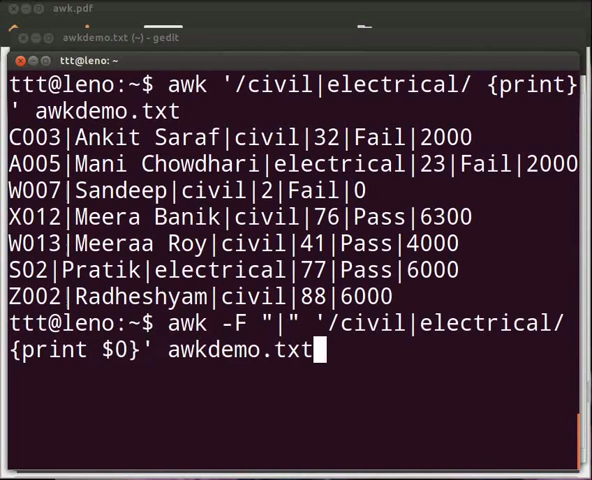 awk.pdf
awkdemo.txt (~) - gedit
ttt@leno: ~
ttt@leno:~$ awk '/civil|electrical/ {print}
' awkdemo.txt
C003|Ankit Saraf|civil|32|Fail|2000
A005|Mani Chowdhari|electrical|23|Fail|2000
W007|Sandeep|civil|2|Fail|0
X012|Meera Banik|civil|76|Pass|6300
W013|Meeraa Roy|civil|41|Pass|4000
S02|Pratik|electrical|77|Pass|6000
Z002|Radheshyam|civil|88|6000
ttt@leno:~$ awk -F "|" '/civil|electrical/
{print $0}' awkdemo.txt